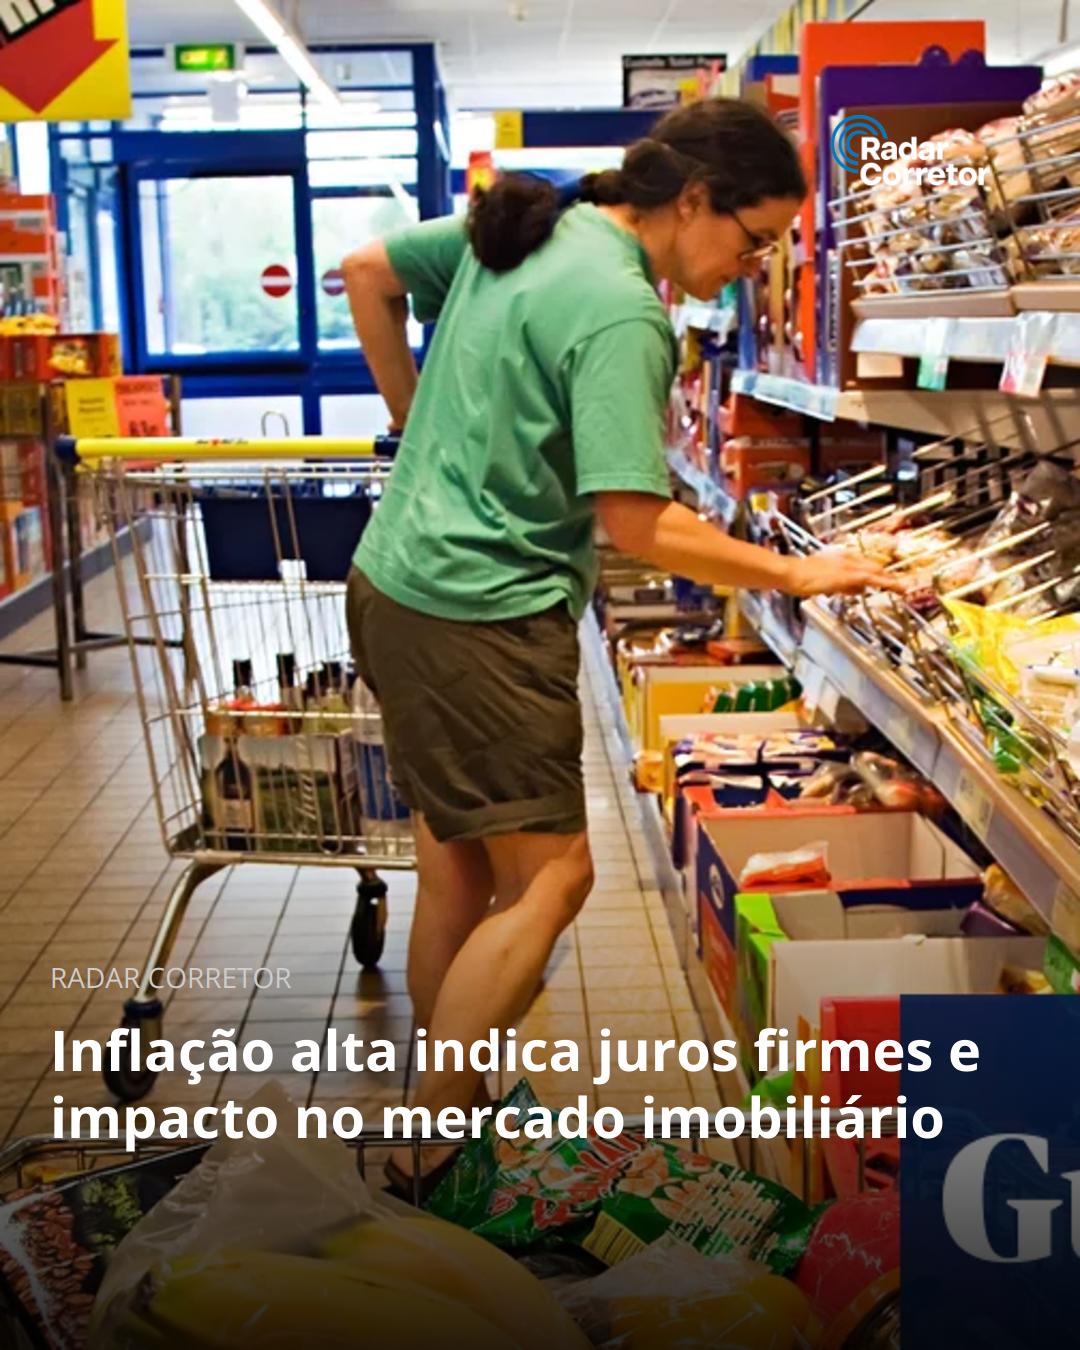 Radar
Corretor
RADAR CORRETOR
Inflação alta indica juros firmes e
impacto no mercado imobiliário
G